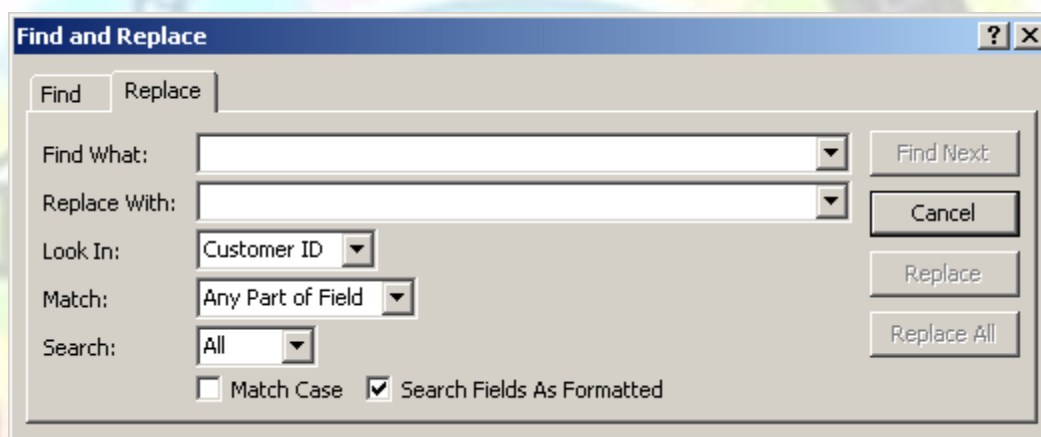 Find and Replace
Find Replace
Find What: Find Next
Replace With: Cancel
Look In: Customer ID
Replace
Match: Any Part of Field
Search: All Replace All
Match Case Search Fields As Formatted